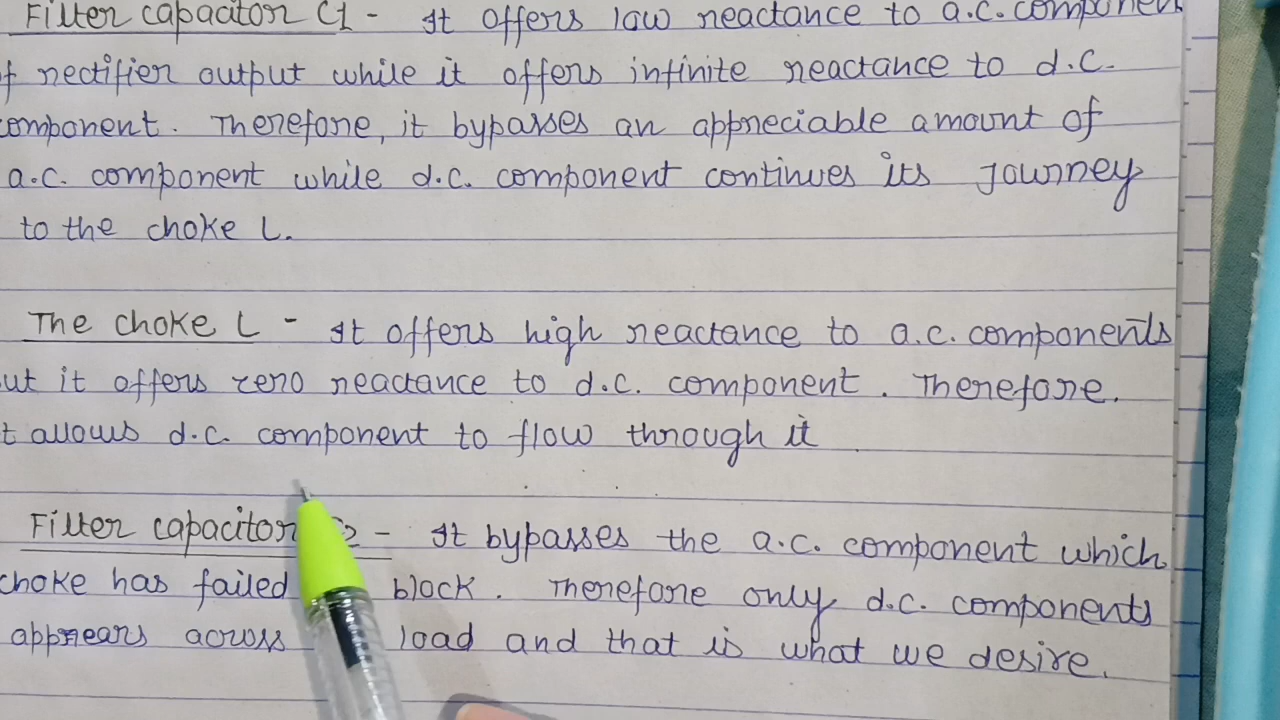 Filter capacitor C1 - It offers low reactance to a.c. componen
f rectifier output while it offers infinite reactance to d.c.
component. Therefore, it bypasses an appreciable amount of
a.c. component while d.c. component continues its Journey
to the choke L.
The choke L - It offers high reactance to a.c. components
ut it offers zero reactance to d.c. component. Therefore.
t allows d.c. component to flow through it
Filter capacitor 2 - It bypasses the a.c. component which
choke has failed block. Therefore only d.c. components
apprears across load and that is what we desire.